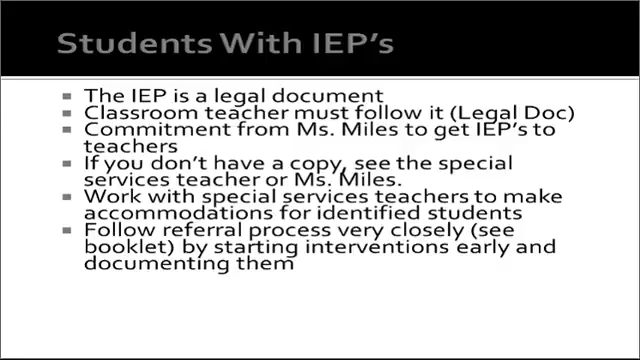 Students With IEP's
The IEP is a legal document
Classroom teacher must follow it (Legal Doc)
Commitment from Ms. Miles to get IEP's to
teachers
If you don't have a copy, see the special
services teacher or Ms. Miles.
Work with special services teachers to make
accommodations for identified students
Follow referral process very closely (see
booklet) by starting interventions early and
documenting them